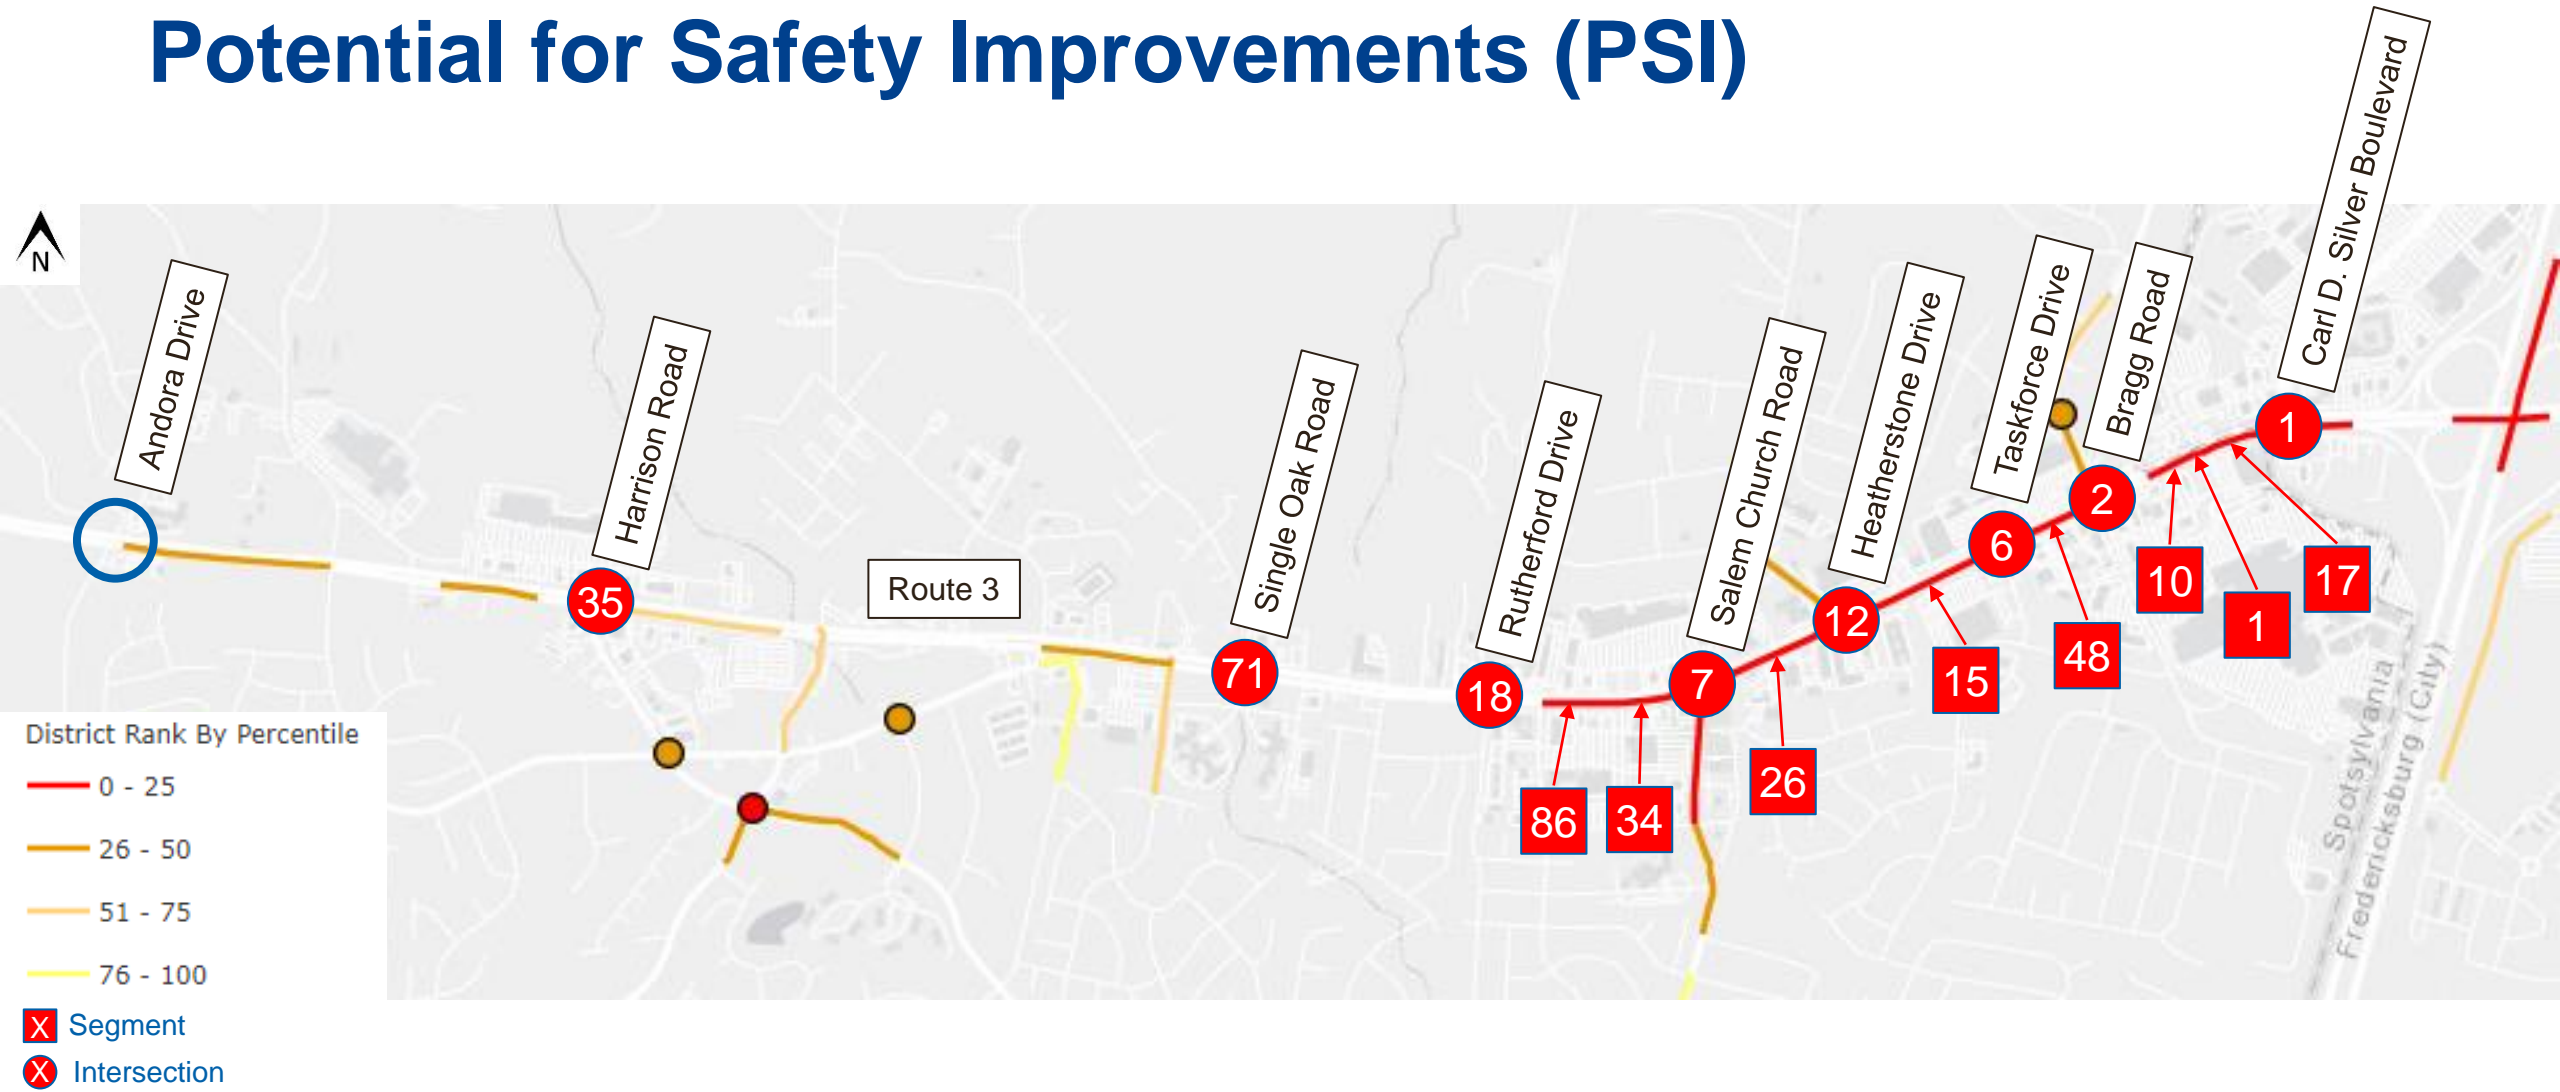 Potential for Safety Improvements (PSI)
N
Andora Drive
Harrison Road
Route 3
Single Oak Road
Rutherford Drive
Salem Church Road
Heatherstone Drive
Taskforce Drive
Bragg Road
Carl D. Silver Boulevard
35
71
18
7
12
6
2
1
86
34
26
15
48
10
1
17
Spotsylvania
Fredericksburg (City)
District Rank By Percentile
0 - 25
26 - 50
51 - 75
76 - 100
X Segment
X Intersection